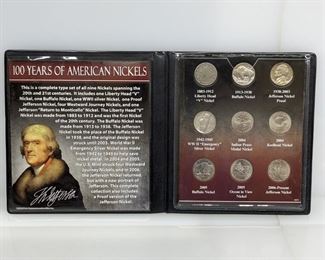 100 YEARS OF AMERICAN NICKELS
This is a complete type set of all nine Nickels spanning the
20th and 21st centuries. It includes one Liberty Head "V"
Nickel, one Buffalo Nickel, one WWII silver Nickel, one Proof
Jefferson Nickel, four Westward Journey Nickels, and one
Jefferson "Return to Monticello" Nickel. The Liberty Head "V"
Nickel was made from 1883 to 1912 and was the first Nickel
of the 20th century. The Buffalo Nickel
was made from 1913 to 1938. The Jefferson
Nickel took the place of the Buffalo Nickel
in 1938, and the original design was
struck until 2003. World War II
Emergency Silver Nickel was made
from 1942 to 1945 to help save
nickel metal. In 2004 and 2005,
the U.S. Mint struck four Westward
Journey Nickels, and in 2006
the Jefferson Nickel returned
but with a new portrait of
Jefferson. This complete
collection also includes
a Proof version of the
Jefferson Nickel.
1883-1912
Liberty Head
"V" Nickel
1913-1938
Buffalo Nickel
1938-2003
Jefferson Nickel
Proof
1942-1945
WW II "Emergency"
Silver Nickel
2004
Indian Peace
Medal Nickel
2004
Keelboat Nickel
2005
Buffalo Nickel
2005
Ocean in View
Nickel
2006-Present
Jefferson Nickel